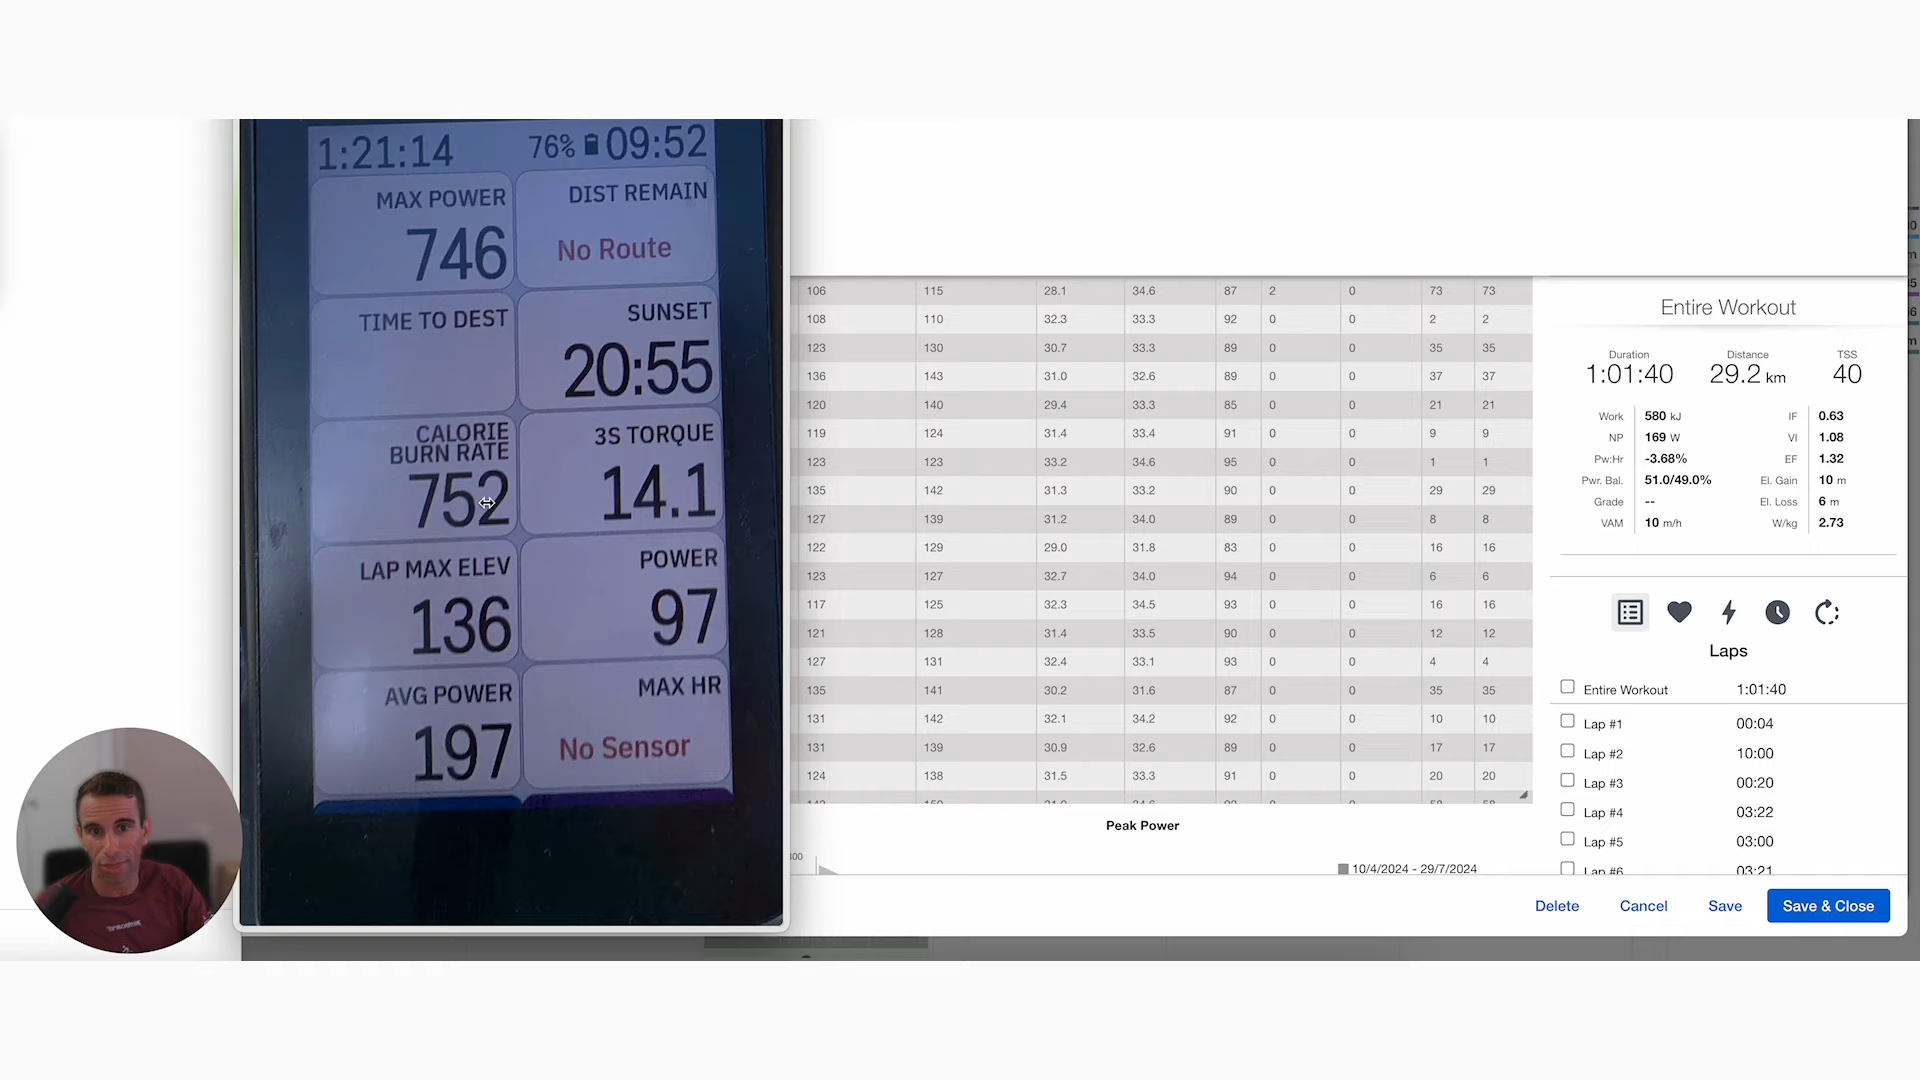 1:21:14 76% 09:52
MAX POWER
746
DIST REMAIN
No Route
TIME TO DEST
SUNSET
20:55
CALORIE
BURN RATE
752
3S TORQUE
14.1
LAP MAX ELEV
136
POWER
97
AVG POWER
197
MAX HR
No Sensor
106 115 28.1 34.6 87 2 0 73 73
108 110 32.3 33.3 92 0 0 2 2
123 130 30.7 33.3 89 0 0 35 35
136 143 31.0 32.6 89 0 0 37 37
120 140 29.4 33.3 85 0 0 21 21
119 124 31.4 33.4 91 0 0 9 9
123 123 33.2 34.6 95 0 0 1 1
135 142 31.3 33.2 90 0 0 29 29
127 139 31.2 34.0 89 0 0 8 8
122 129 29.0 31.8 83 0 0 16 16
123 127 32.7 34.0 94 0 0 6 6
117 125 32.3 34.5 93 0 0 16 16
121 128 31.4 33.5 90 0 0 12 12
127 131 32.4 33.1 93 0 0 4 4
135 141 30.2 31.6 87 0 0 35 35
131 142 32.1 34.2 92 0 0 10 10
131 139 30.9 32.6 89 0 0 17 17
124 138 31.5 33.3 91 0 0 20 20
Peak Power
10/4/2024 - 29/7/2024
Entire Workout
Duration Distance TSS
1:01:40 29.2 km 40
Work 580 kJ IF 0.63
NP 169 W VI 1.08
Pw:Hr -3.68% EF 1.32
Pwr. Bal. 51.0/49.0% El. Gain 10 m
Grade -- El. Loss 6 m
VAM 10 m/h W/kg 2.73
Laps
Entire Workout 1:01:40
Lap #1 00:04
Lap #2 10:00
Lap #3 00:20
Lap #4 03:22
Lap #5 03:00
Lap #6 03:21
Delete Cancel Save Save & Close